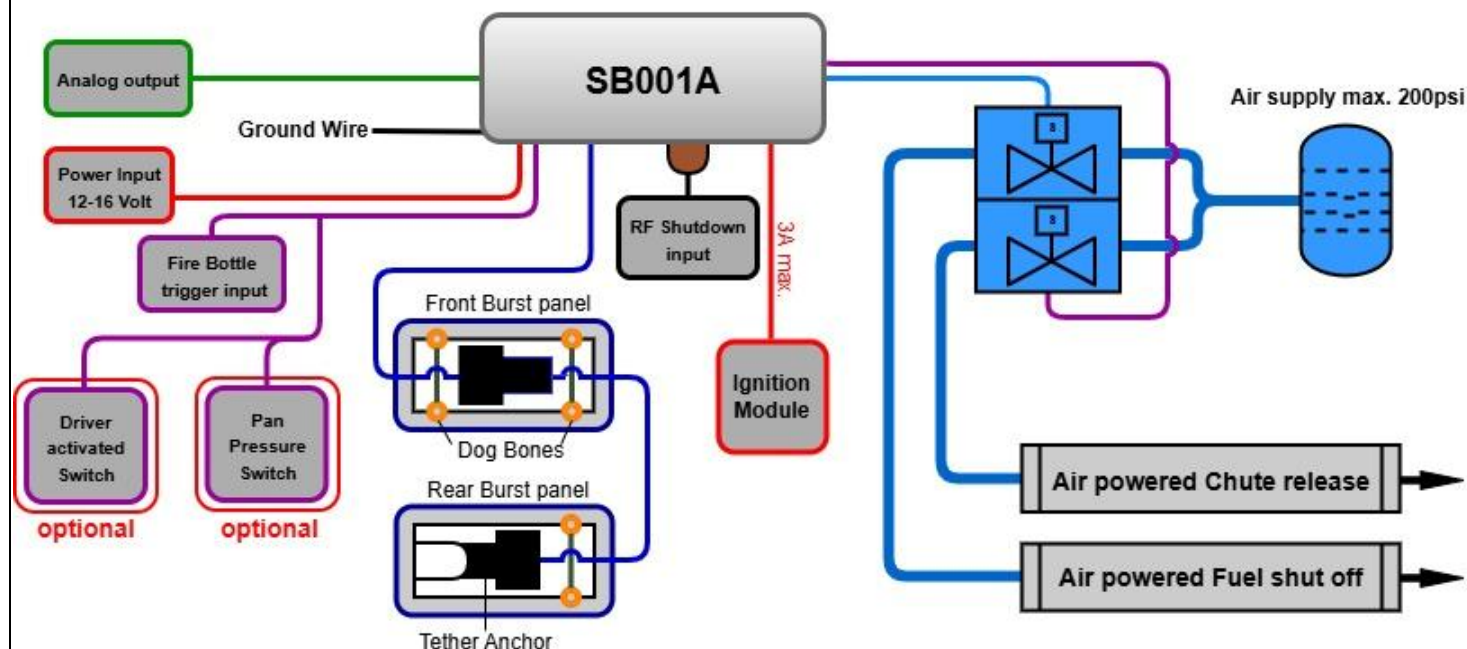 SB001A
Analog output
Ground Wire
Power Input
12-16 Volt
Fire Bottle
trigger input
RF Shutdown
input
3A max.
Air supply max. 200psi
S
S
Front Burst panel
Dog Bones
Rear Burst panel
Tether Anchor
Driver
activated
Switch
optional
Pan
Pressure
Switch
optional
Ignition
Module
Air powered Chute release
Air powered Fuel shut off